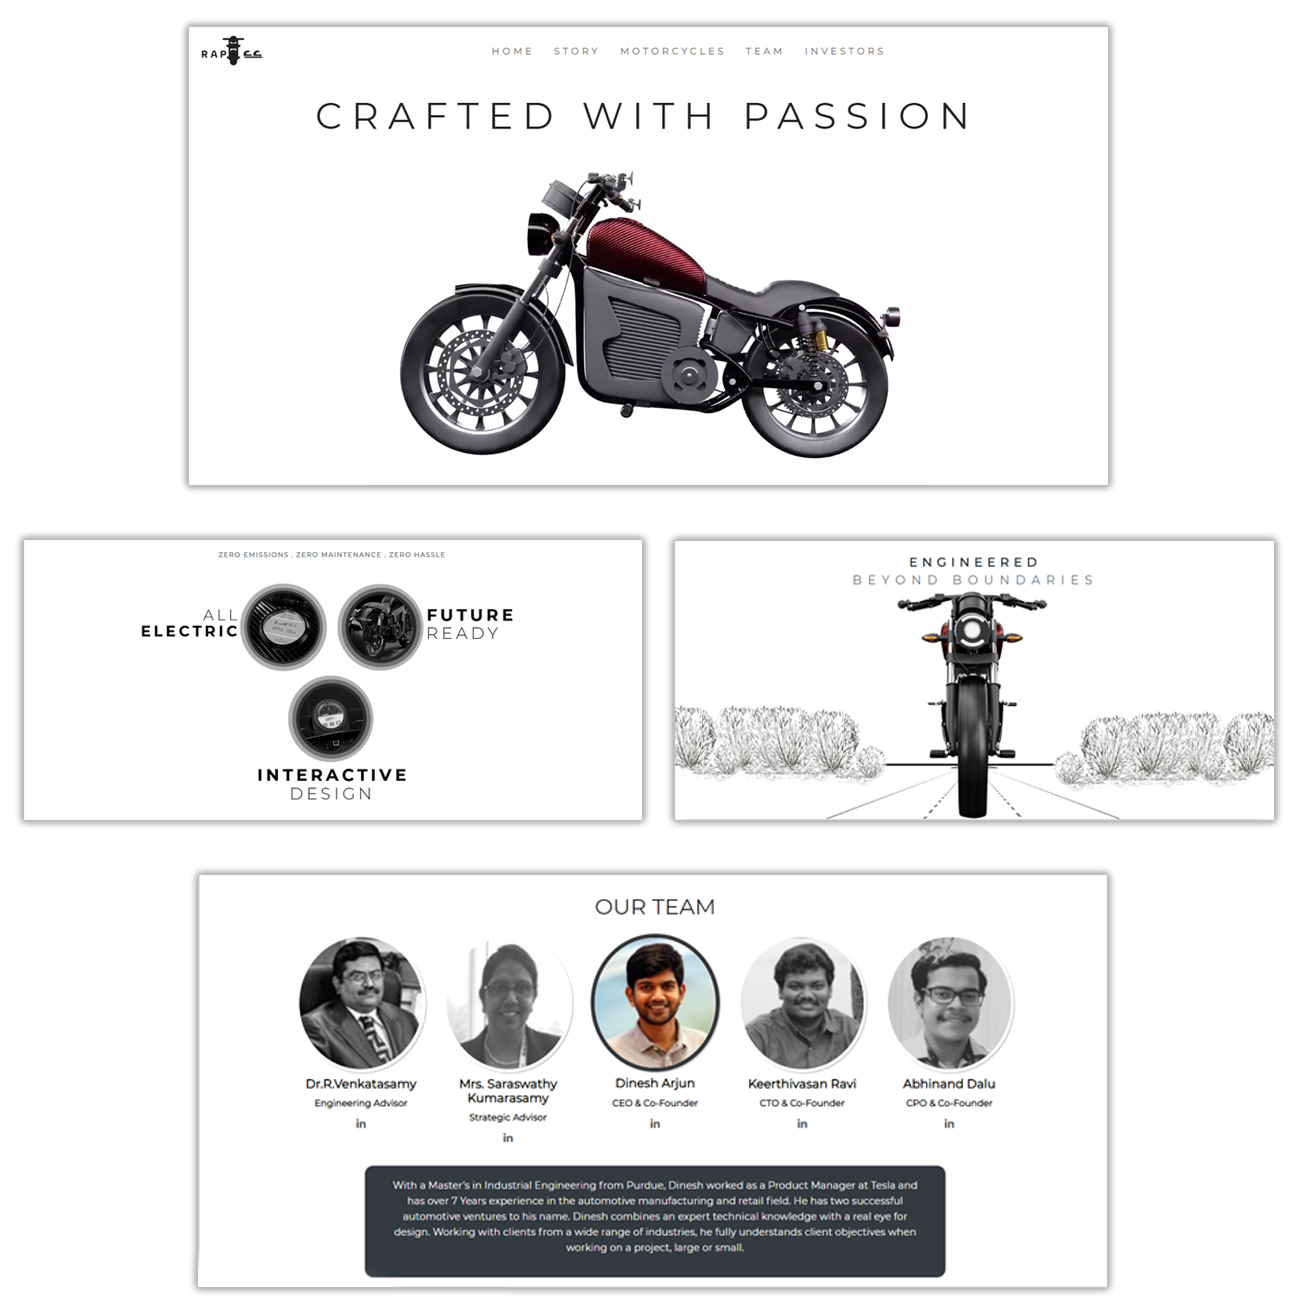 RAP EE
HOME STORY MOTORCYCLES TEAM INVESTORS
CRAFTED WITH PASSION
ZERO EMISSIONS . ZERO MAINTENANCE . ZERO HASSLE
ALL
ELECTRIC
FUTURE
READY
INTERACTIVE
DESIGN
ENGINEERED
BEYOND BOUNDARIES
OUR TEAM
Dr.R.Venkatasamy
Engineering Advisor
in
Mrs. Saraswathy
Kumarasamy
Strategic Advisor
in
Dinesh Arjun
CEO & Co-Founder
in
Keerthivasan Ravi
CTO & Co-Founder
in
Abhinand Dalu
CPO & Co-Founder
in
With a Master's in Industrial Engineering from Purdue, Dinesh worked as a Product Manager at Tesla and
has over 7 Years experience in the automotive manufacturing and retail field. He has two successful
automotive ventures to his name. Dinesh combines an expert technical knowledge with a real eye for
design. Working with clients from a wide range of industries, he fully understands client objectives when
working on a project, large or small.